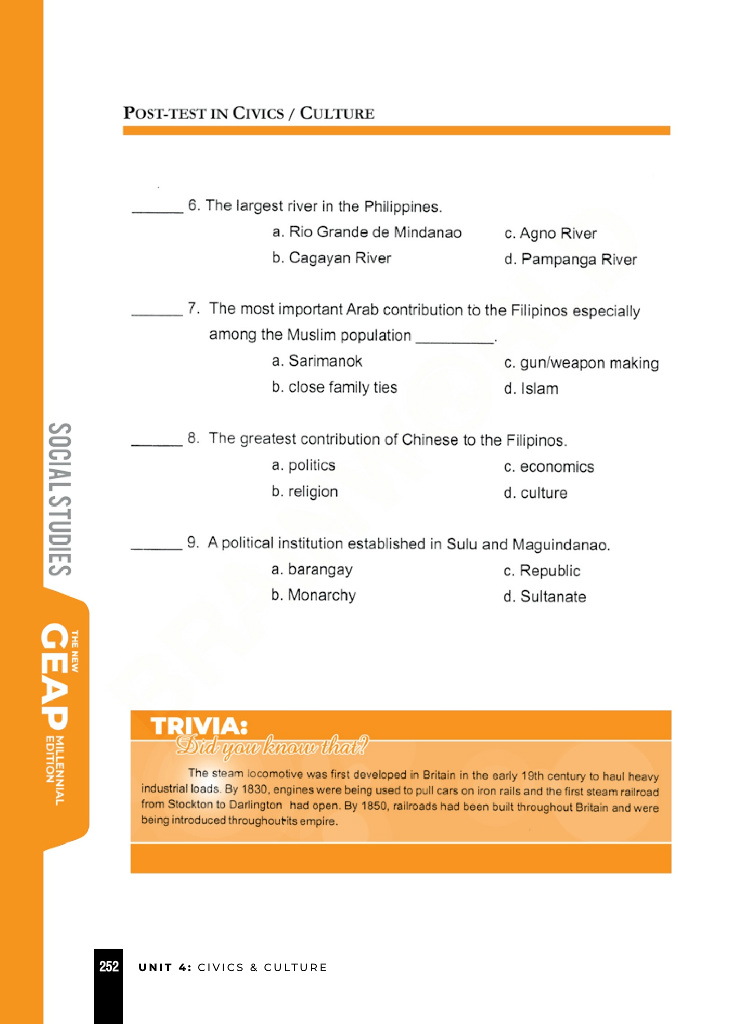 POST-TEST IN CIVICS / CULTURE
______ 6. The largest river in the Philippines.
a. Rio Grande de Mindanao c. Agno River
b. Cagayan River d. Pampanga River
______ 7. The most important Arab contribution to the Filipinos especially
among the Muslim population _________.
a. Sarimanok c. gun/weapon making
b. close family ties d. Islam
______ 8. The greatest contribution of Chinese to the Filipinos.
a. politics c. economics
b. religion d. culture
______ 9. A political institution established in Sulu and Maguindanao.
a. barangay c. Republic
b. Monarchy d. Sultanate
SOCIAL STUDIES
THE NEW
GEAP
MILLENNIAL
EDITION
TRIVIA:
Did you know that?
The steam locomotive was first developed in Britain in the early 19th century to haul heavy
industrial loads. By 1830, engines were being used to pull cars on iron rails and the first steam railroad
from Stockton to Darlington had open. By 1850, railroads had been built throughout Britain and were
being introduced throughout its empire.
252 UNIT 4: CIVICS & CULTURE